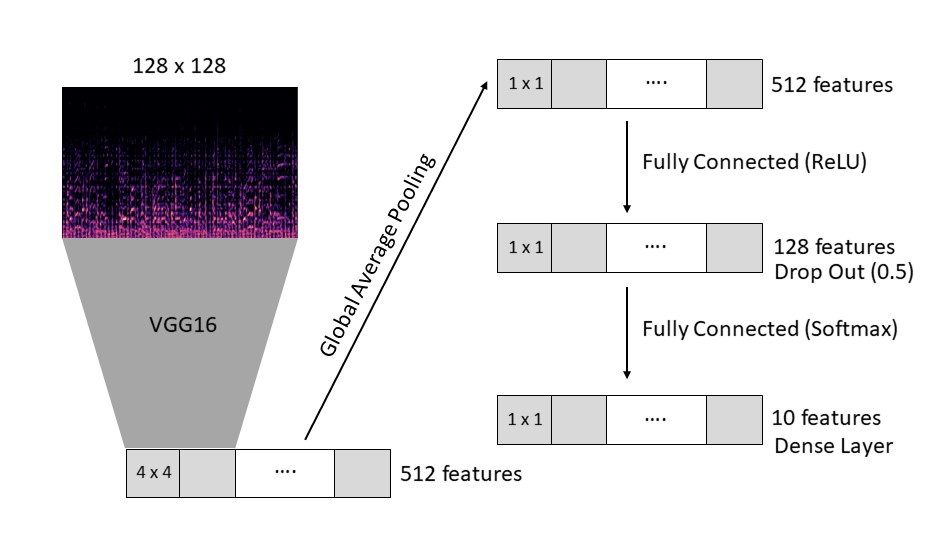 128 x 128
VGG16
4 x 4
....
512 features
Global Average Pooling
1 x 1
....
512 features
Fully Connected (ReLU)
1 x 1
....
128 features
Drop Out (0.5)
Fully Connected (Softmax)
1 x 1
....
10 features
Dense Layer